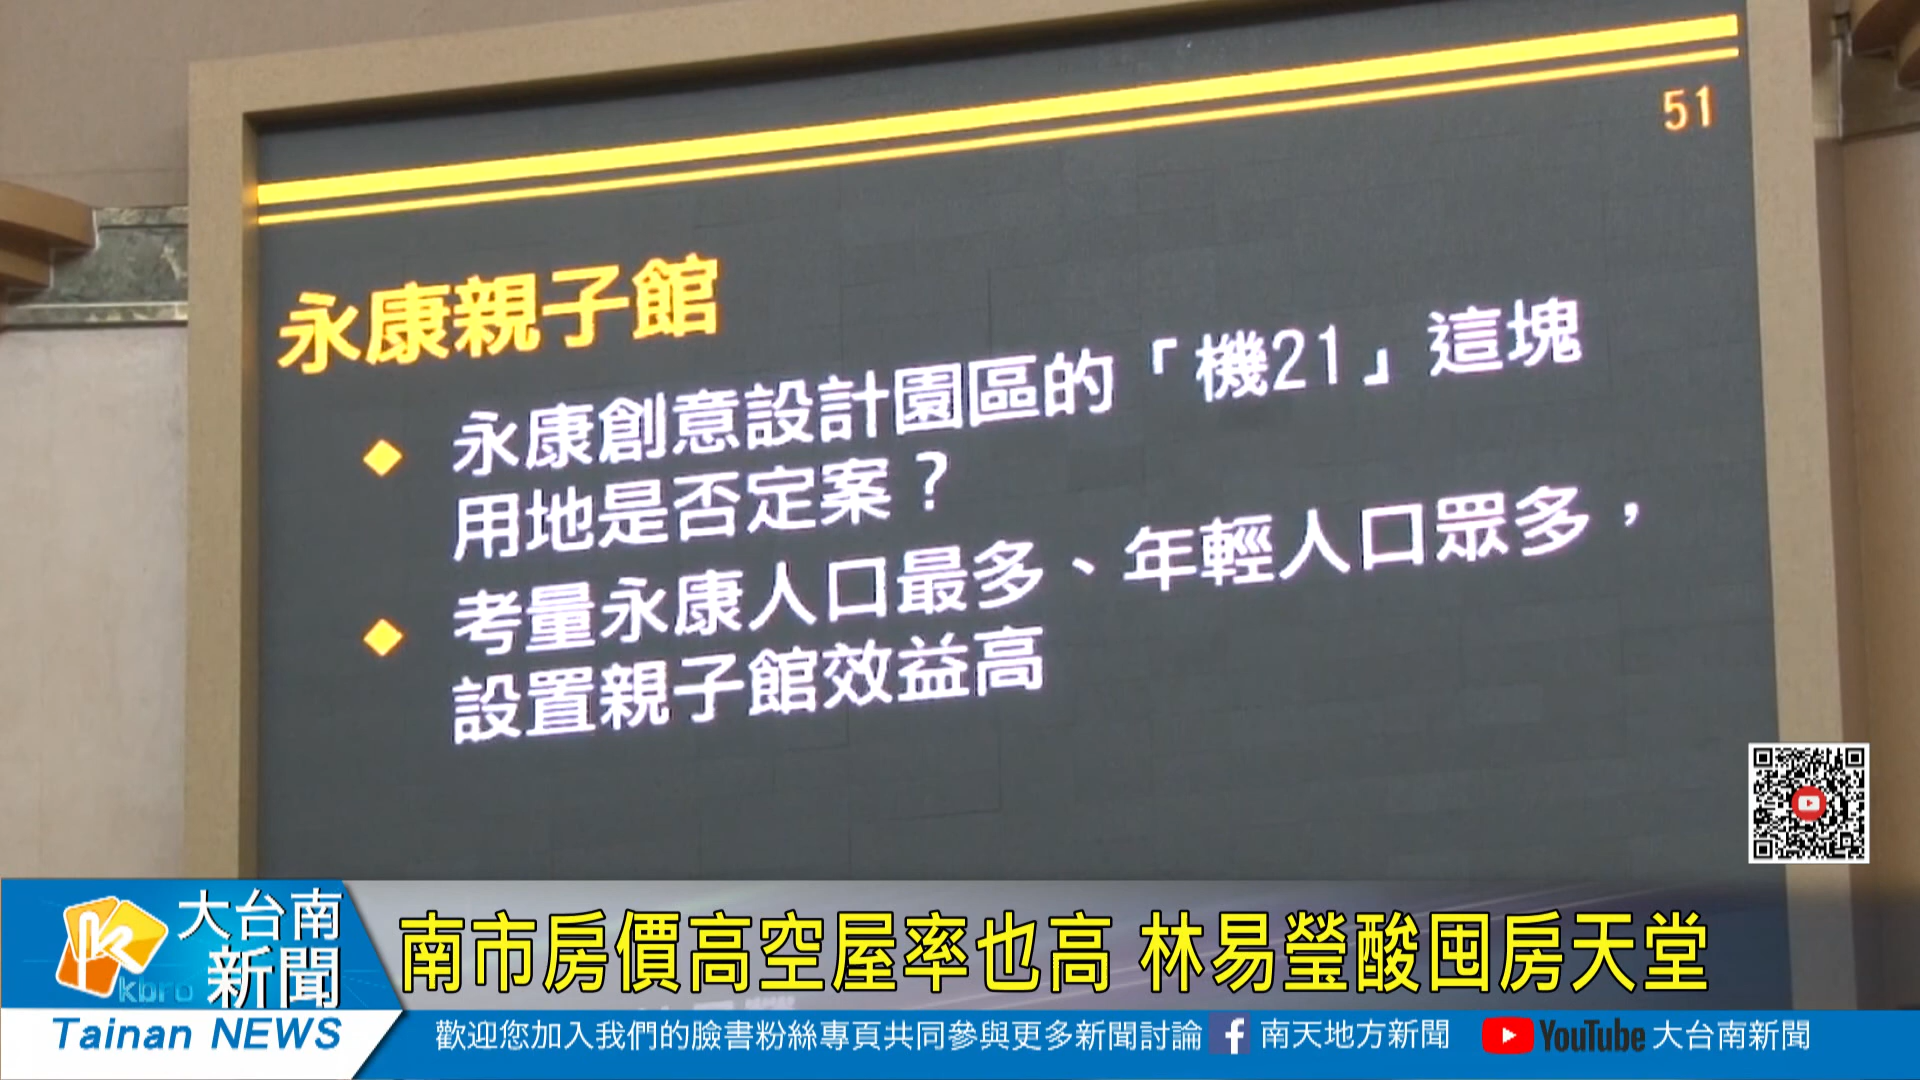 51
永康親子館
永康創意設計園區的「機21」這塊
用地是否定案？
考量永康人口最多、年輕人口眾多，
設置親子館效益高
大台南
新聞
kbro
Tainan NEWS
南市房價高空屋率也高 林易瑩酸囤房天堂
歡迎您加入我們的臉書粉絲專頁共同參與更多新聞討論 南天地方新聞 YouTube 大台南新聞